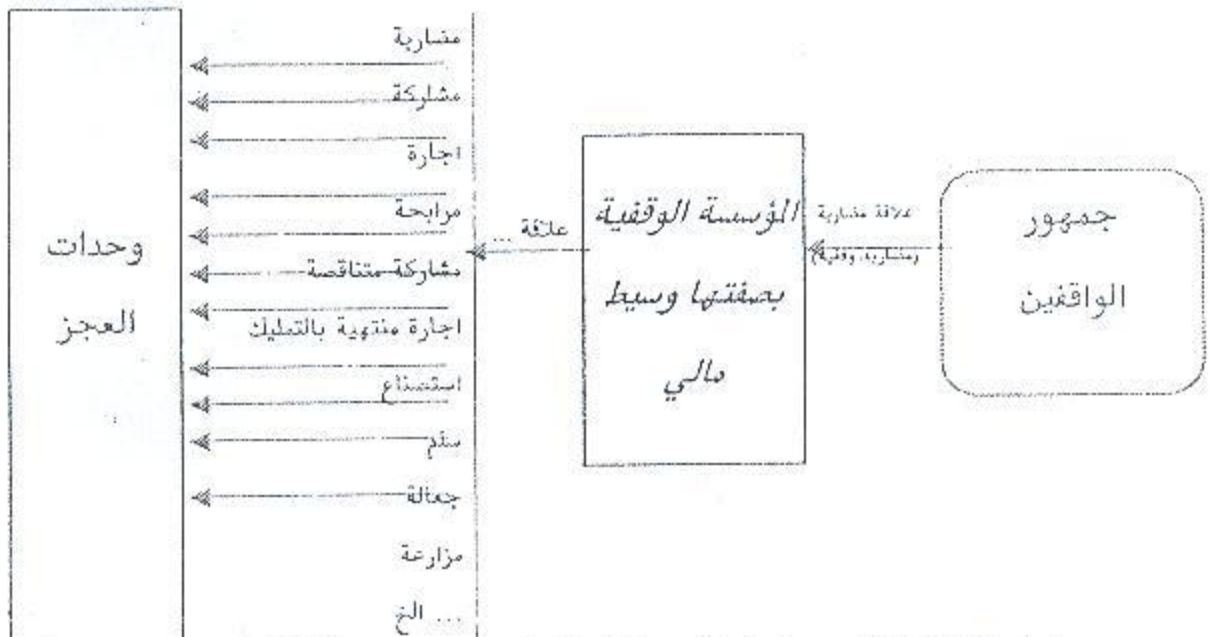 جمهور
الواقفين
علاقة مضاربة
(مضاربة وقفية)
المؤسسة الوقفية
بصفتها وسيط
مالي
علاقة ...
مضاربة
مشاركة
اجارة
مرابحة
مشاركة متناقصة
اجارة منتهية بالتمليك
استصناع
سلم
جعالة
مزارعة
... الخ
وحدات
العجز